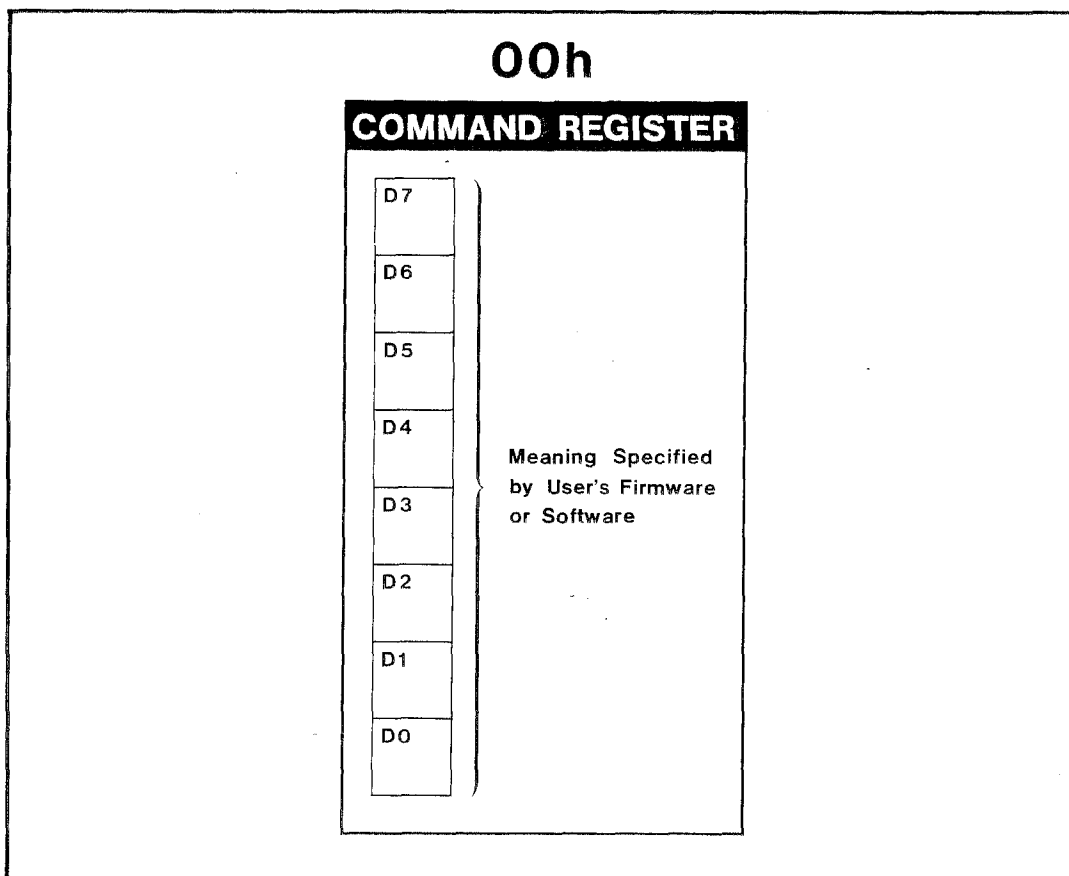 00h
COMMAND REGISTER
D7
D6
D5
D4
Meaning Specified
by User's Firmware
or Software
D3
D2
D1
D0